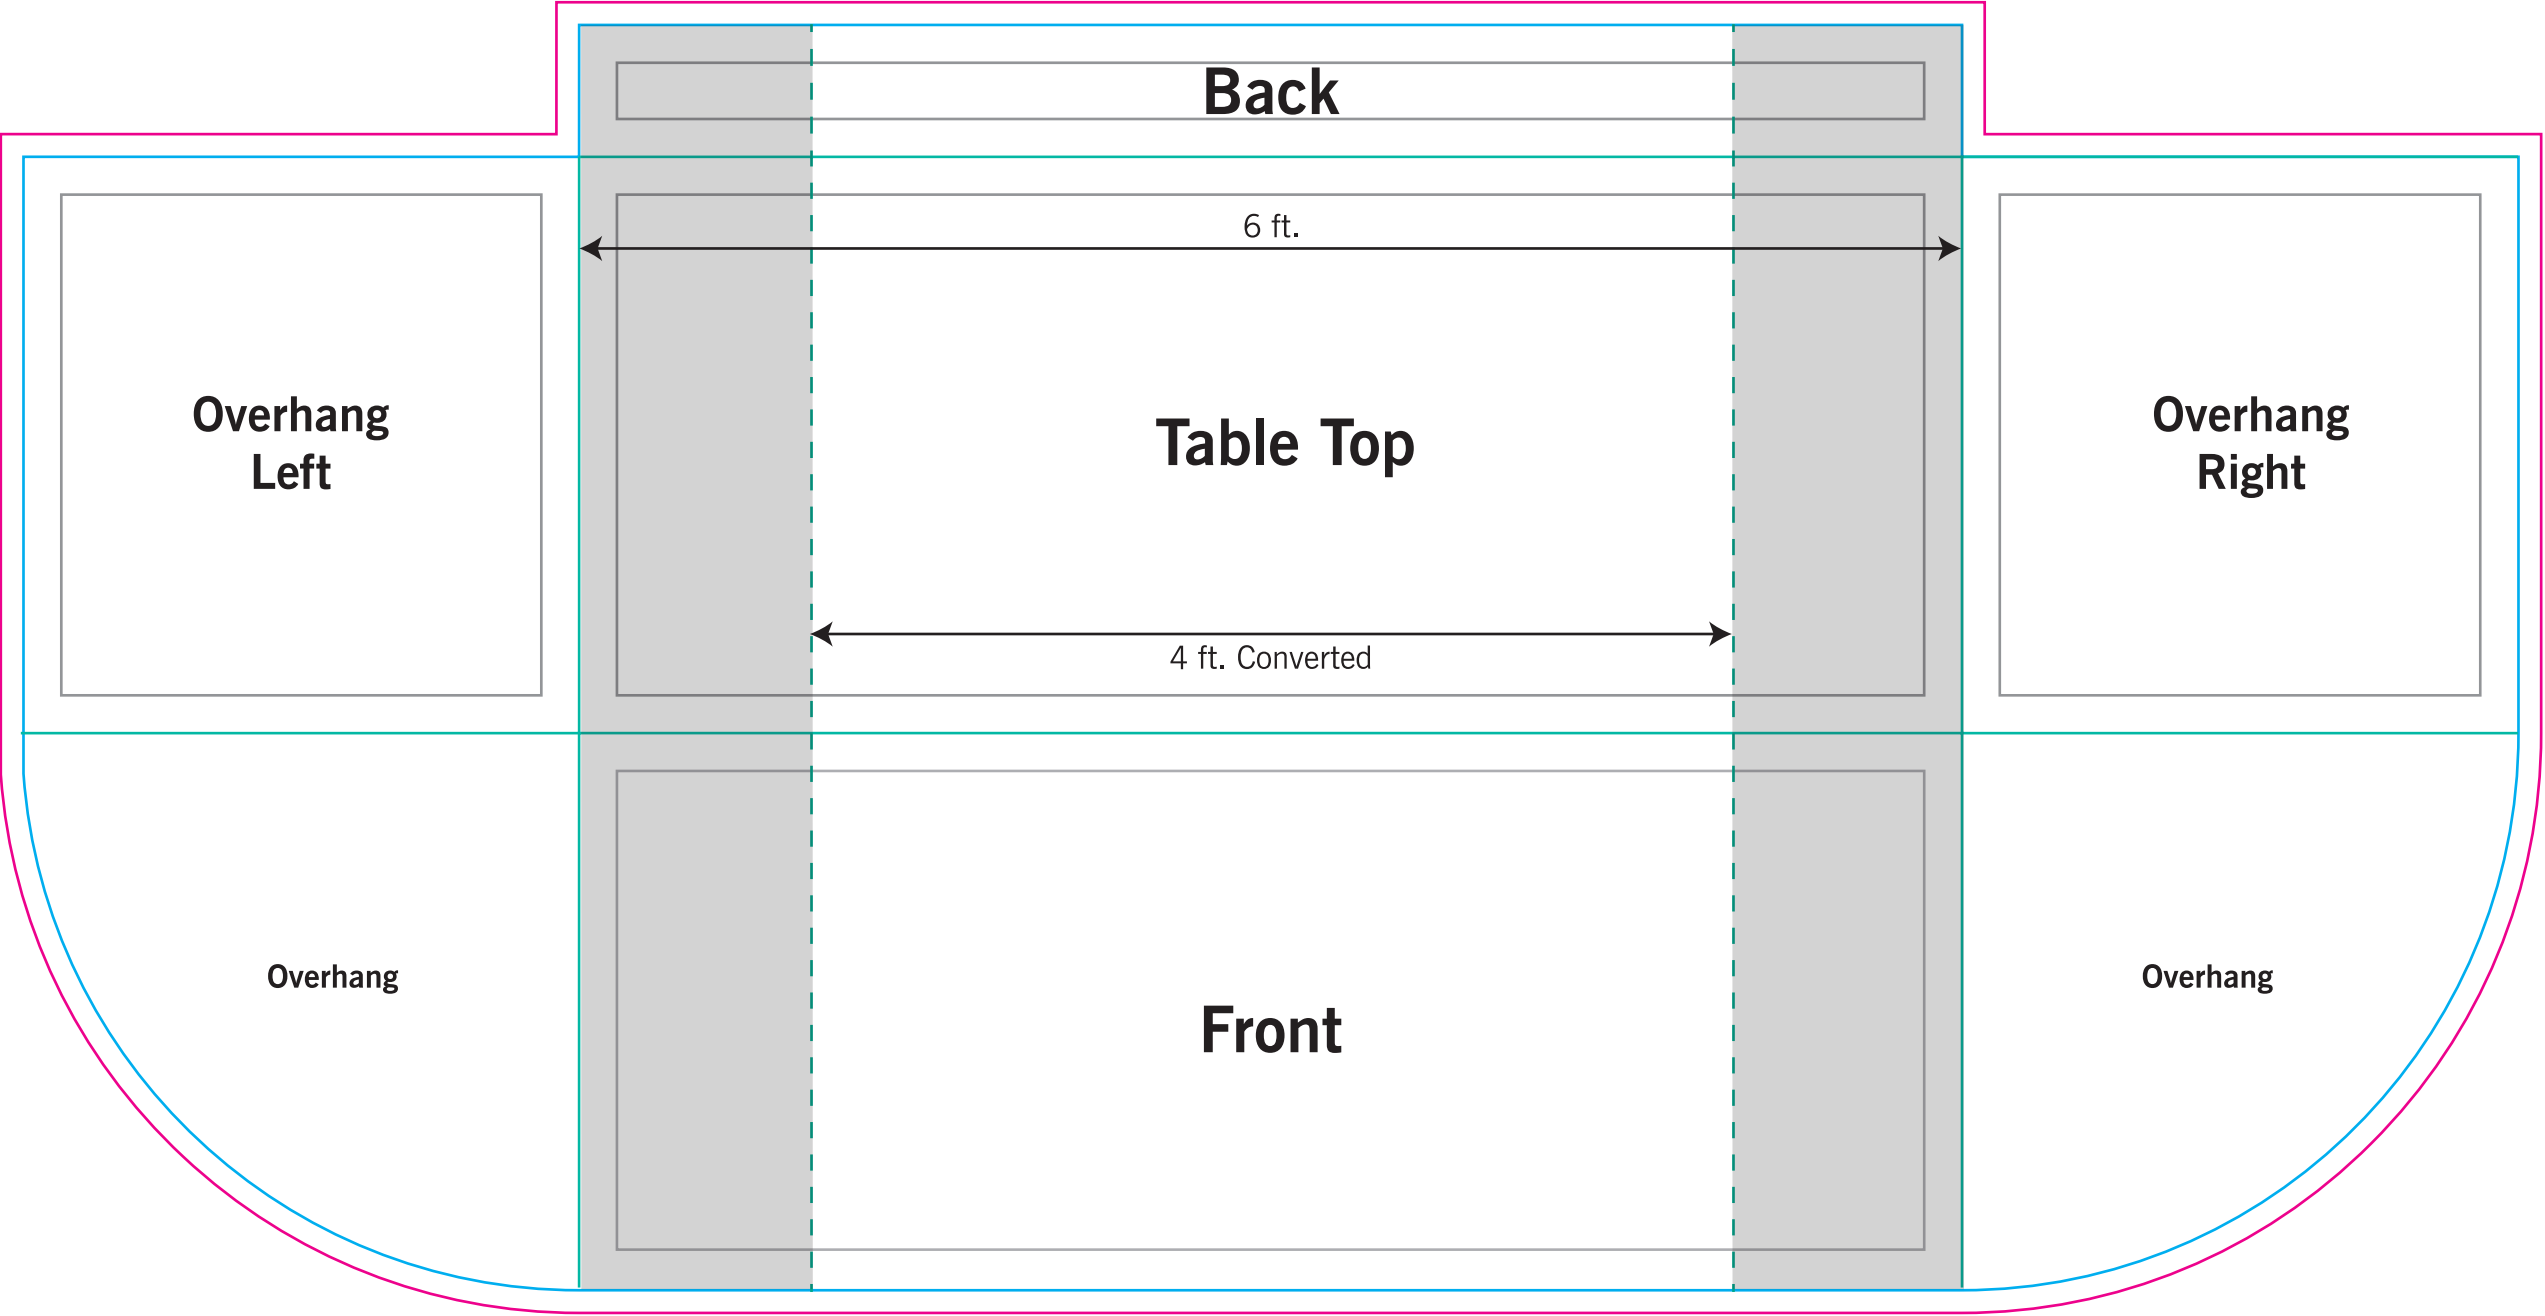 Back
6 ft.
Overhang
Left
Table Top
Overhang
Right
4 ft. Converted
Overhang
Front
Overhang